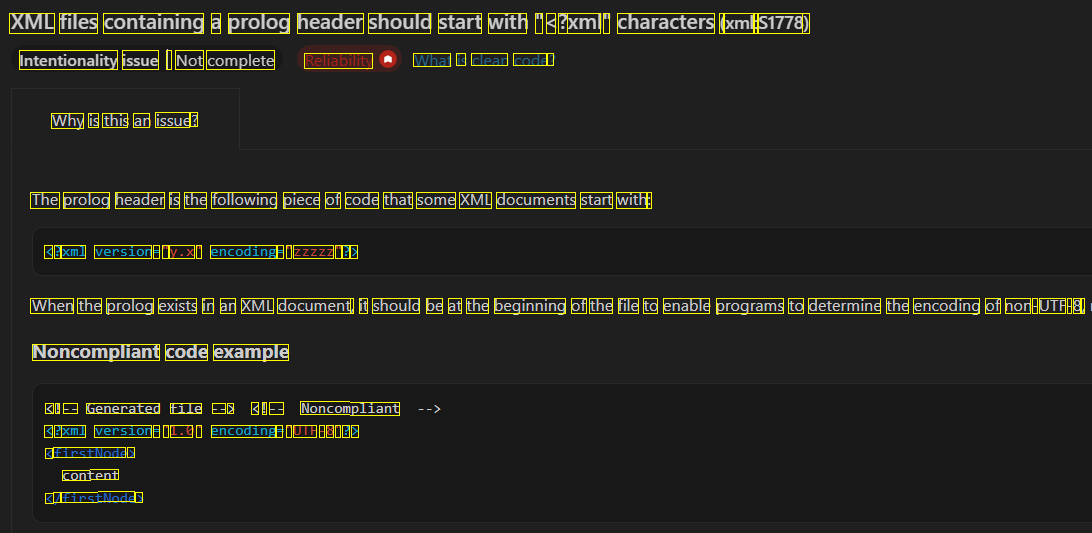 XML files containing a prolog header should start with "<?xml" characters (xml:S1778)
Intentionality issue | Not complete Reliability What is clean code?
Why is this an issue?
The prolog header is the following piece of code that some XML documents start with:
<?xml version="y.x" encoding="zzzzz"?>
When the prolog exists in an XML document, it should be at the beginning of the file to enable programs to determine the encoding of non-UTF-8,
Noncompliant code example
<!-- Generated file --> <!-- Noncompliant -->
<?xml version="1.0" encoding="UTF-8"?>
<firstNode>
content
</firstNode>